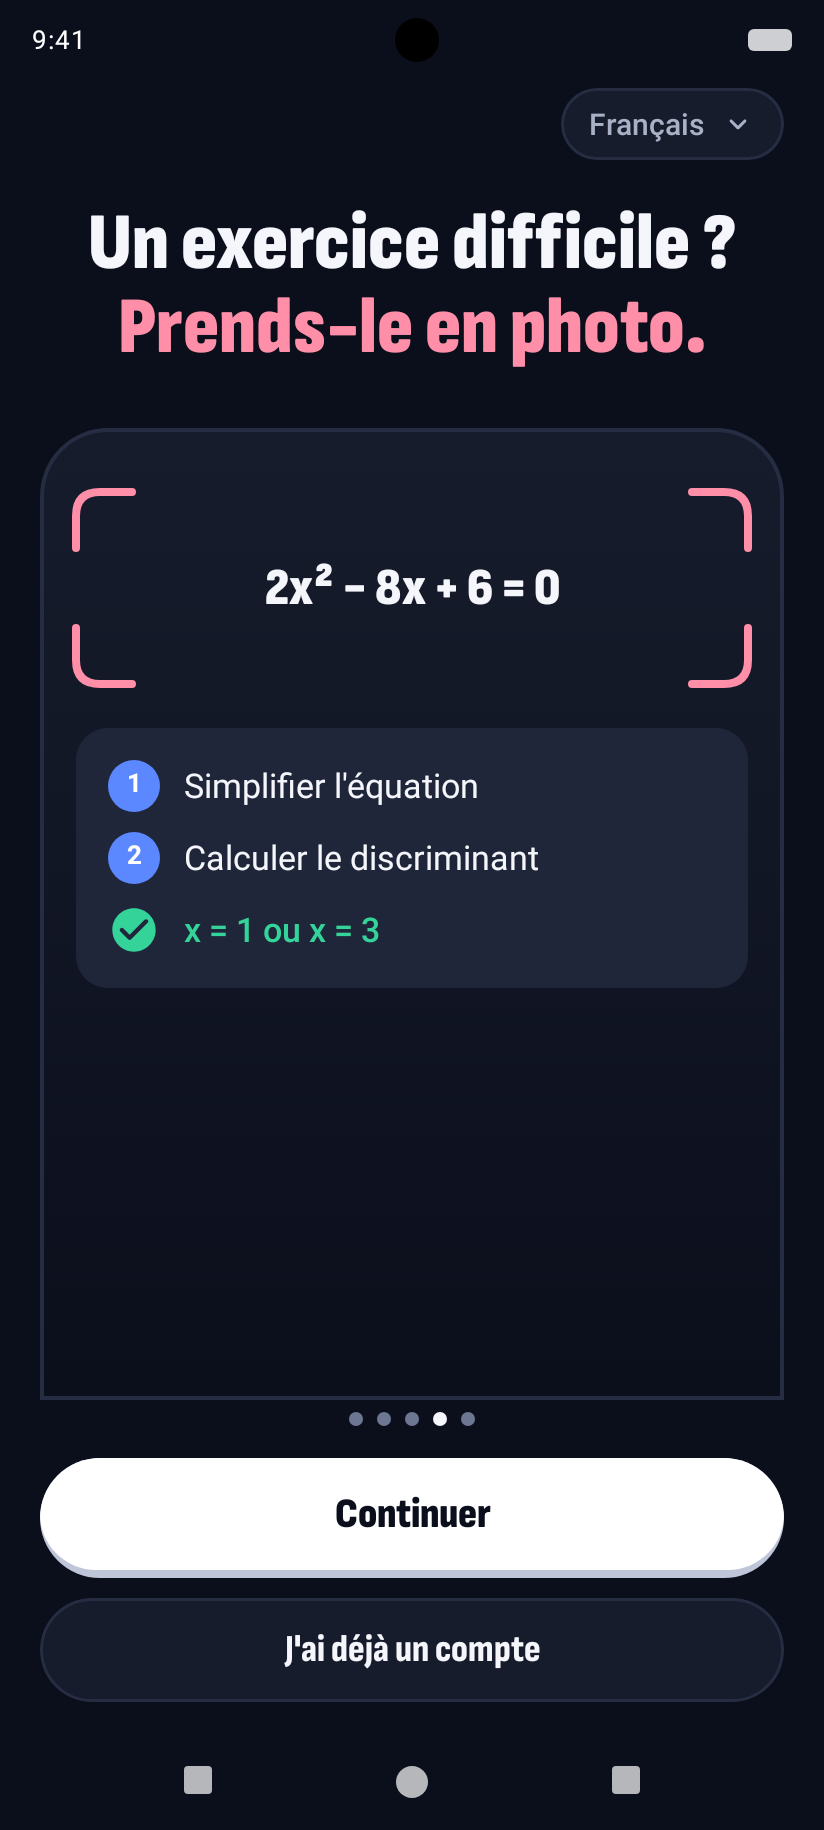 9:41
Français
Un exercice difficile ?
Prends-le en photo.
2x² - 8x + 6 = 0
1 Simplifier l'équation
2 Calculer le discriminant
x = 1 ou x = 3
Continuer
J'ai déjà un compte